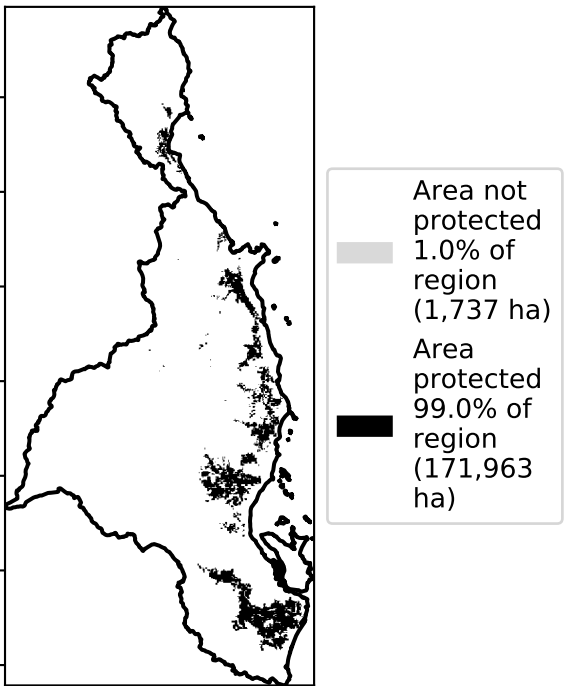 Area not
protected
1.0% of
region
(1,737 ha)
Area
protected
99.0% of
region
(171,963
ha)